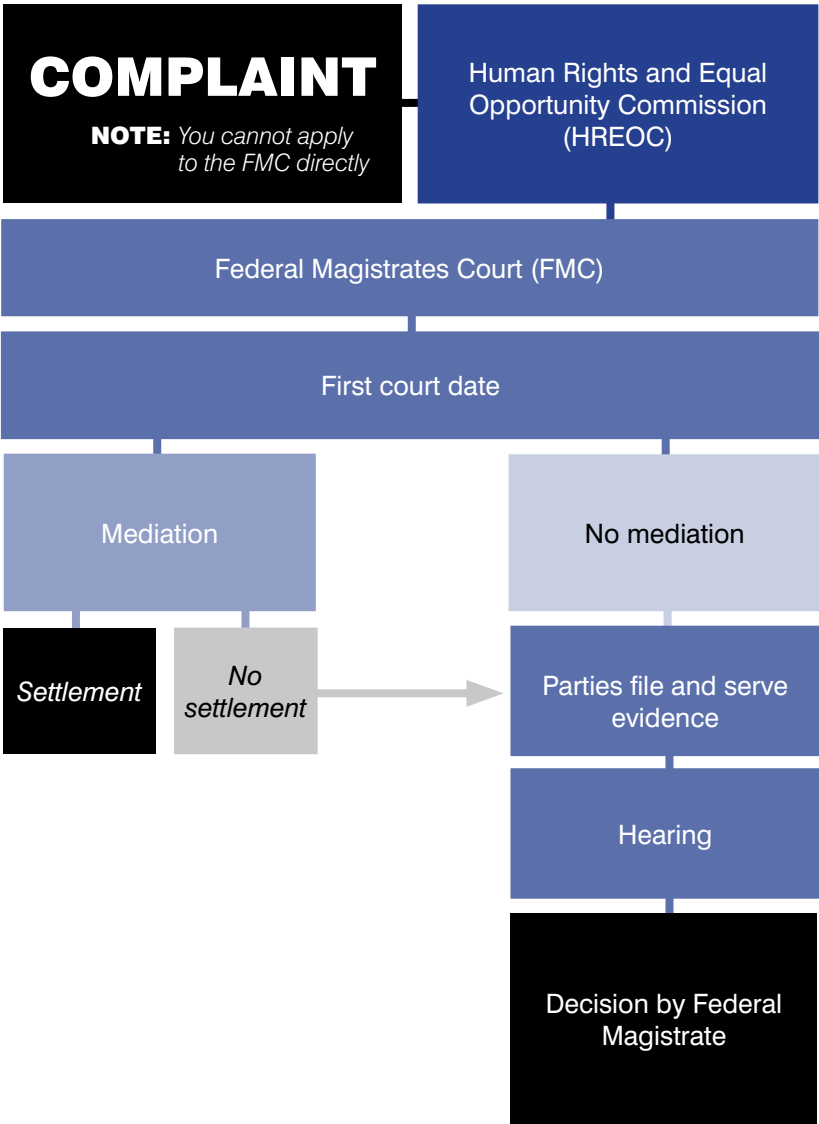 COMPLAINT
NOTE: You cannot apply
to the FMC directly
Human Rights and Equal
Opportunity Commission
(HREOC)
Federal Magistrates Court (FMC)
First court date
Mediation
No mediation
Settlement
No
settlement
Parties file and serve
evidence
Hearing
Decision by Federal
Magistrate